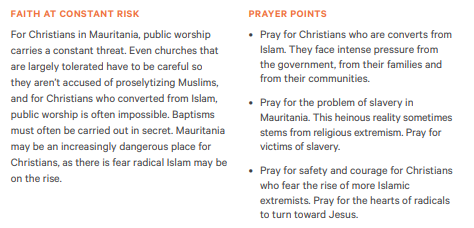 FAITH AT CONSTANT RISK
For Christians in Mauritania, public worship
carries a constant threat. Even churches that
are largely tolerated have to be careful so
they aren’t accused of proselytizing Muslims,
and for Christians who converted from Islam,
public worship is often impossible. Baptisms
must often be carried out in secret. Mauritania
may be an increasingly dangerous place for
Christians, as there is fear radical Islam may be
on the rise.
PRAYER POINTS
• Pray for Christians who are converts from
Islam. They face intense pressure from
the government, from their families and
from their communities.
• Pray for the problem of slavery in
Mauritania. This heinous reality sometimes
stems from religious extremism. Pray for
victims of slavery.
• Pray for safety and courage for Christians
who fear the rise of more Islamic
extremists. Pray for the hearts of radicals
to turn toward Jesus.